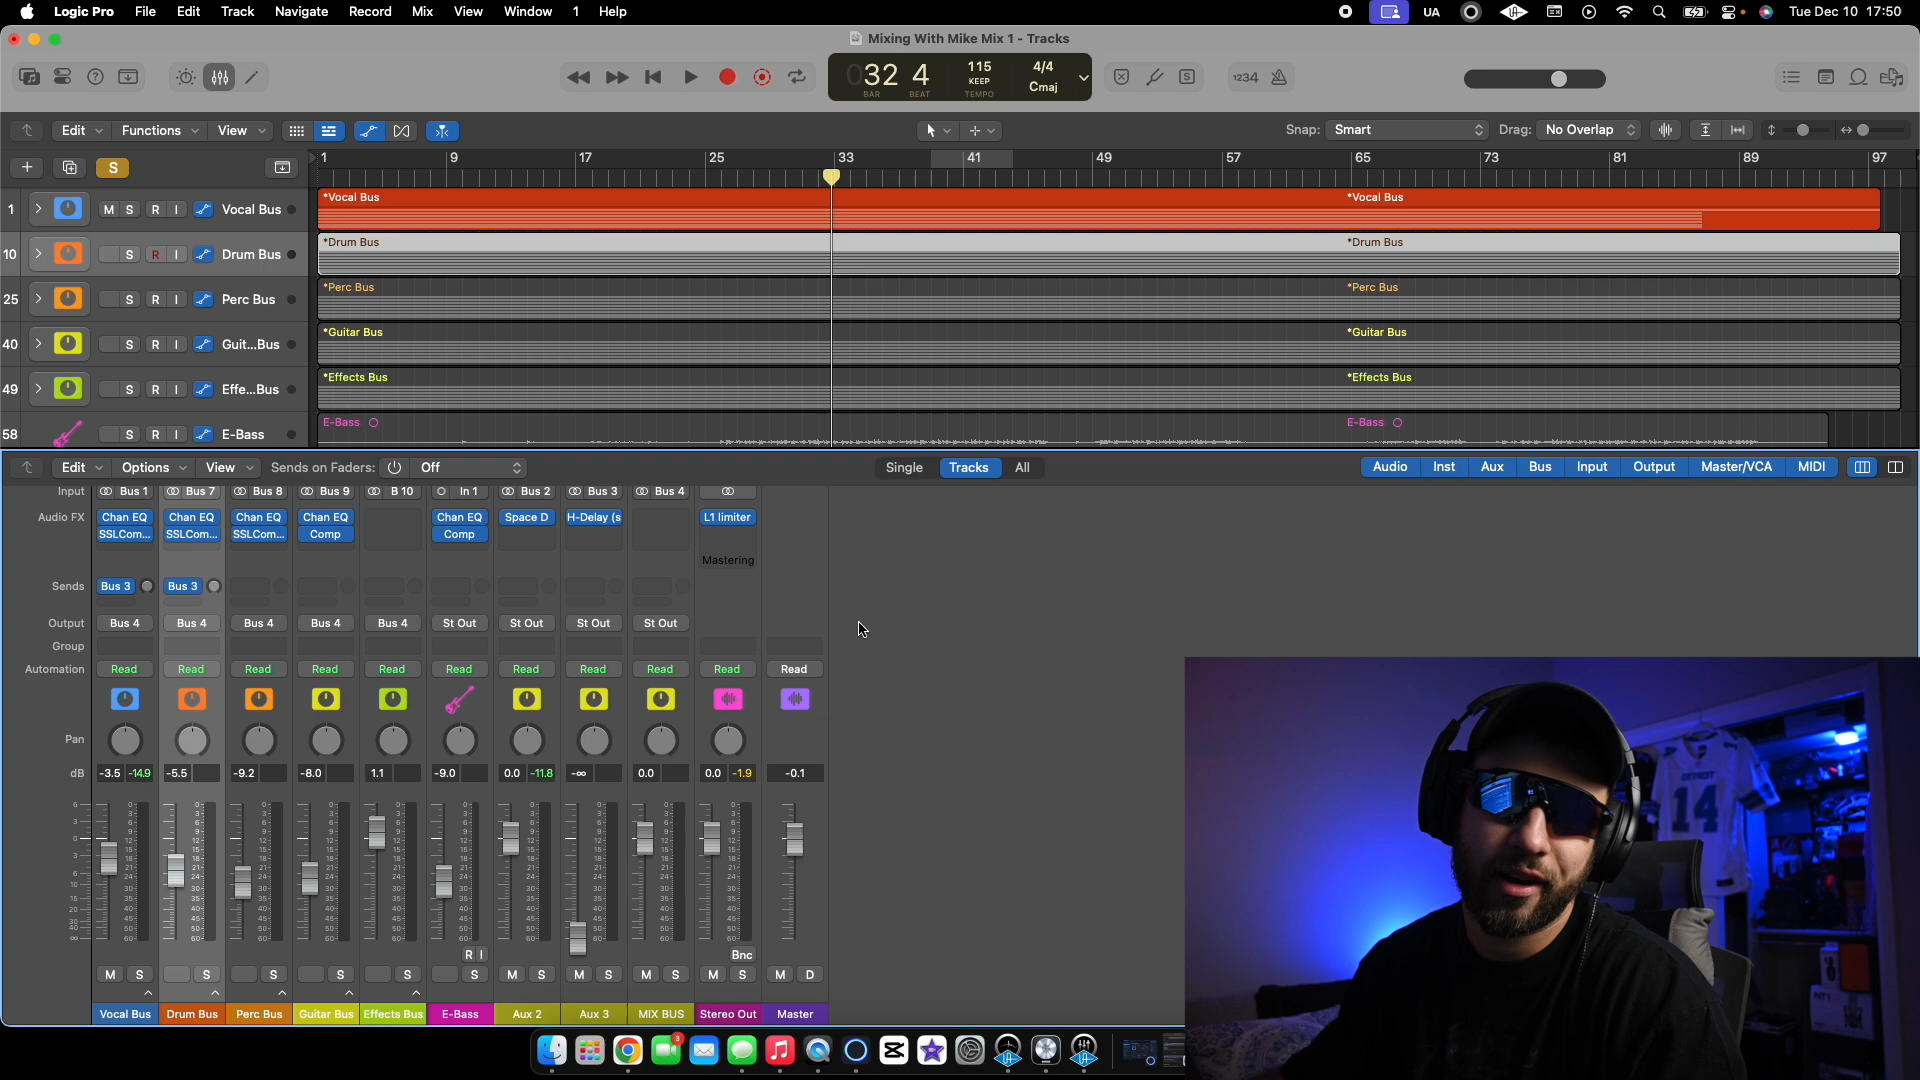 Logic Pro File Edit Track Navigate Record Mix View Window 1 Help UA Tue Dec 10 17:50
Mixing With Mike Mix 1 - Tracks
032 4 115 KEEP 4/4 Cmaj
BAR BEAT TEMPO
S 1234
Edit Functions View Snap: Smart Drag: No Overlap
S 1 9 17 25 33 41 49 57 65 73 81 89 97
1 M S R I Vocal Bus *Vocal Bus *Vocal Bus
10 S R I Drum Bus *Drum Bus *Drum Bus
25 S R I Perc Bus *Perc Bus *Perc Bus
40 S R I Guit...Bus *Guitar Bus *Guitar Bus
49 S R I Effe...Bus *Effects Bus *Effects Bus
58 S R I E-Bass E-Bass E-Bass
Edit Options View Sends on Faders: Off Single Tracks All Audio Inst Aux Bus Input Output Master/VCA MIDI
Input Bus 1 Bus 7 Bus 8 Bus 9 B 10 In 1 Bus 2 Bus 3 Bus 4
Audio FX Chan EQ Chan EQ Chan EQ Chan EQ Chan EQ Space D H-Delay (s L1 limiter
SSLCom... SSLCom... SSLCom... Comp Comp
Mastering
Sends Bus 3 Bus 3
Output Bus 4 Bus 4 Bus 4 Bus 4 Bus 4 St Out St Out St Out St Out
Group
Automation Read Read Read Read Read Read Read Read Read Read Read
Pan
dB -3.5 -14.9 -5.5 -9.2 -8.0 1.1 -9.0 0.0 -11.8 -∞ 0.0 0.0 -1.9 -0.1
R I Bnc
M S S S S S S M S M S M S M S M D
Vocal Bus Drum Bus Perc Bus Guitar Bus Effects Bus E-Bass Aux 2 Aux 3 MIX BUS Stereo Out Master
DETROIT
14
NT1
3